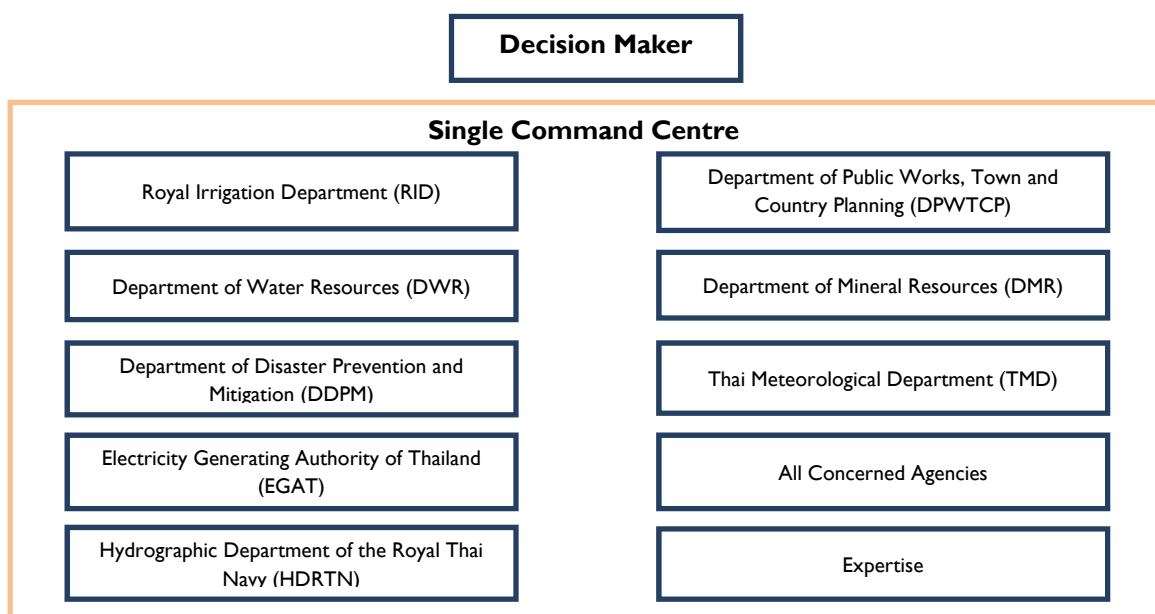 Decision Maker
Single Command Centre
Royal Irrigation Department (RID)
Department of Public Works, Town and
Country Planning (DPWTCP)
Department of Water Resources (DWR)
Department of Mineral Resources (DMR)
Department of Disaster Prevention and
Mitigation (DDPM)
Thai Meteorological Department (TMD)
Electricity Generating Authority of Thailand
(EGAT)
All Concerned Agencies
Hydrographic Department of the Royal Thai
Navy (HDRTN)
Expertise